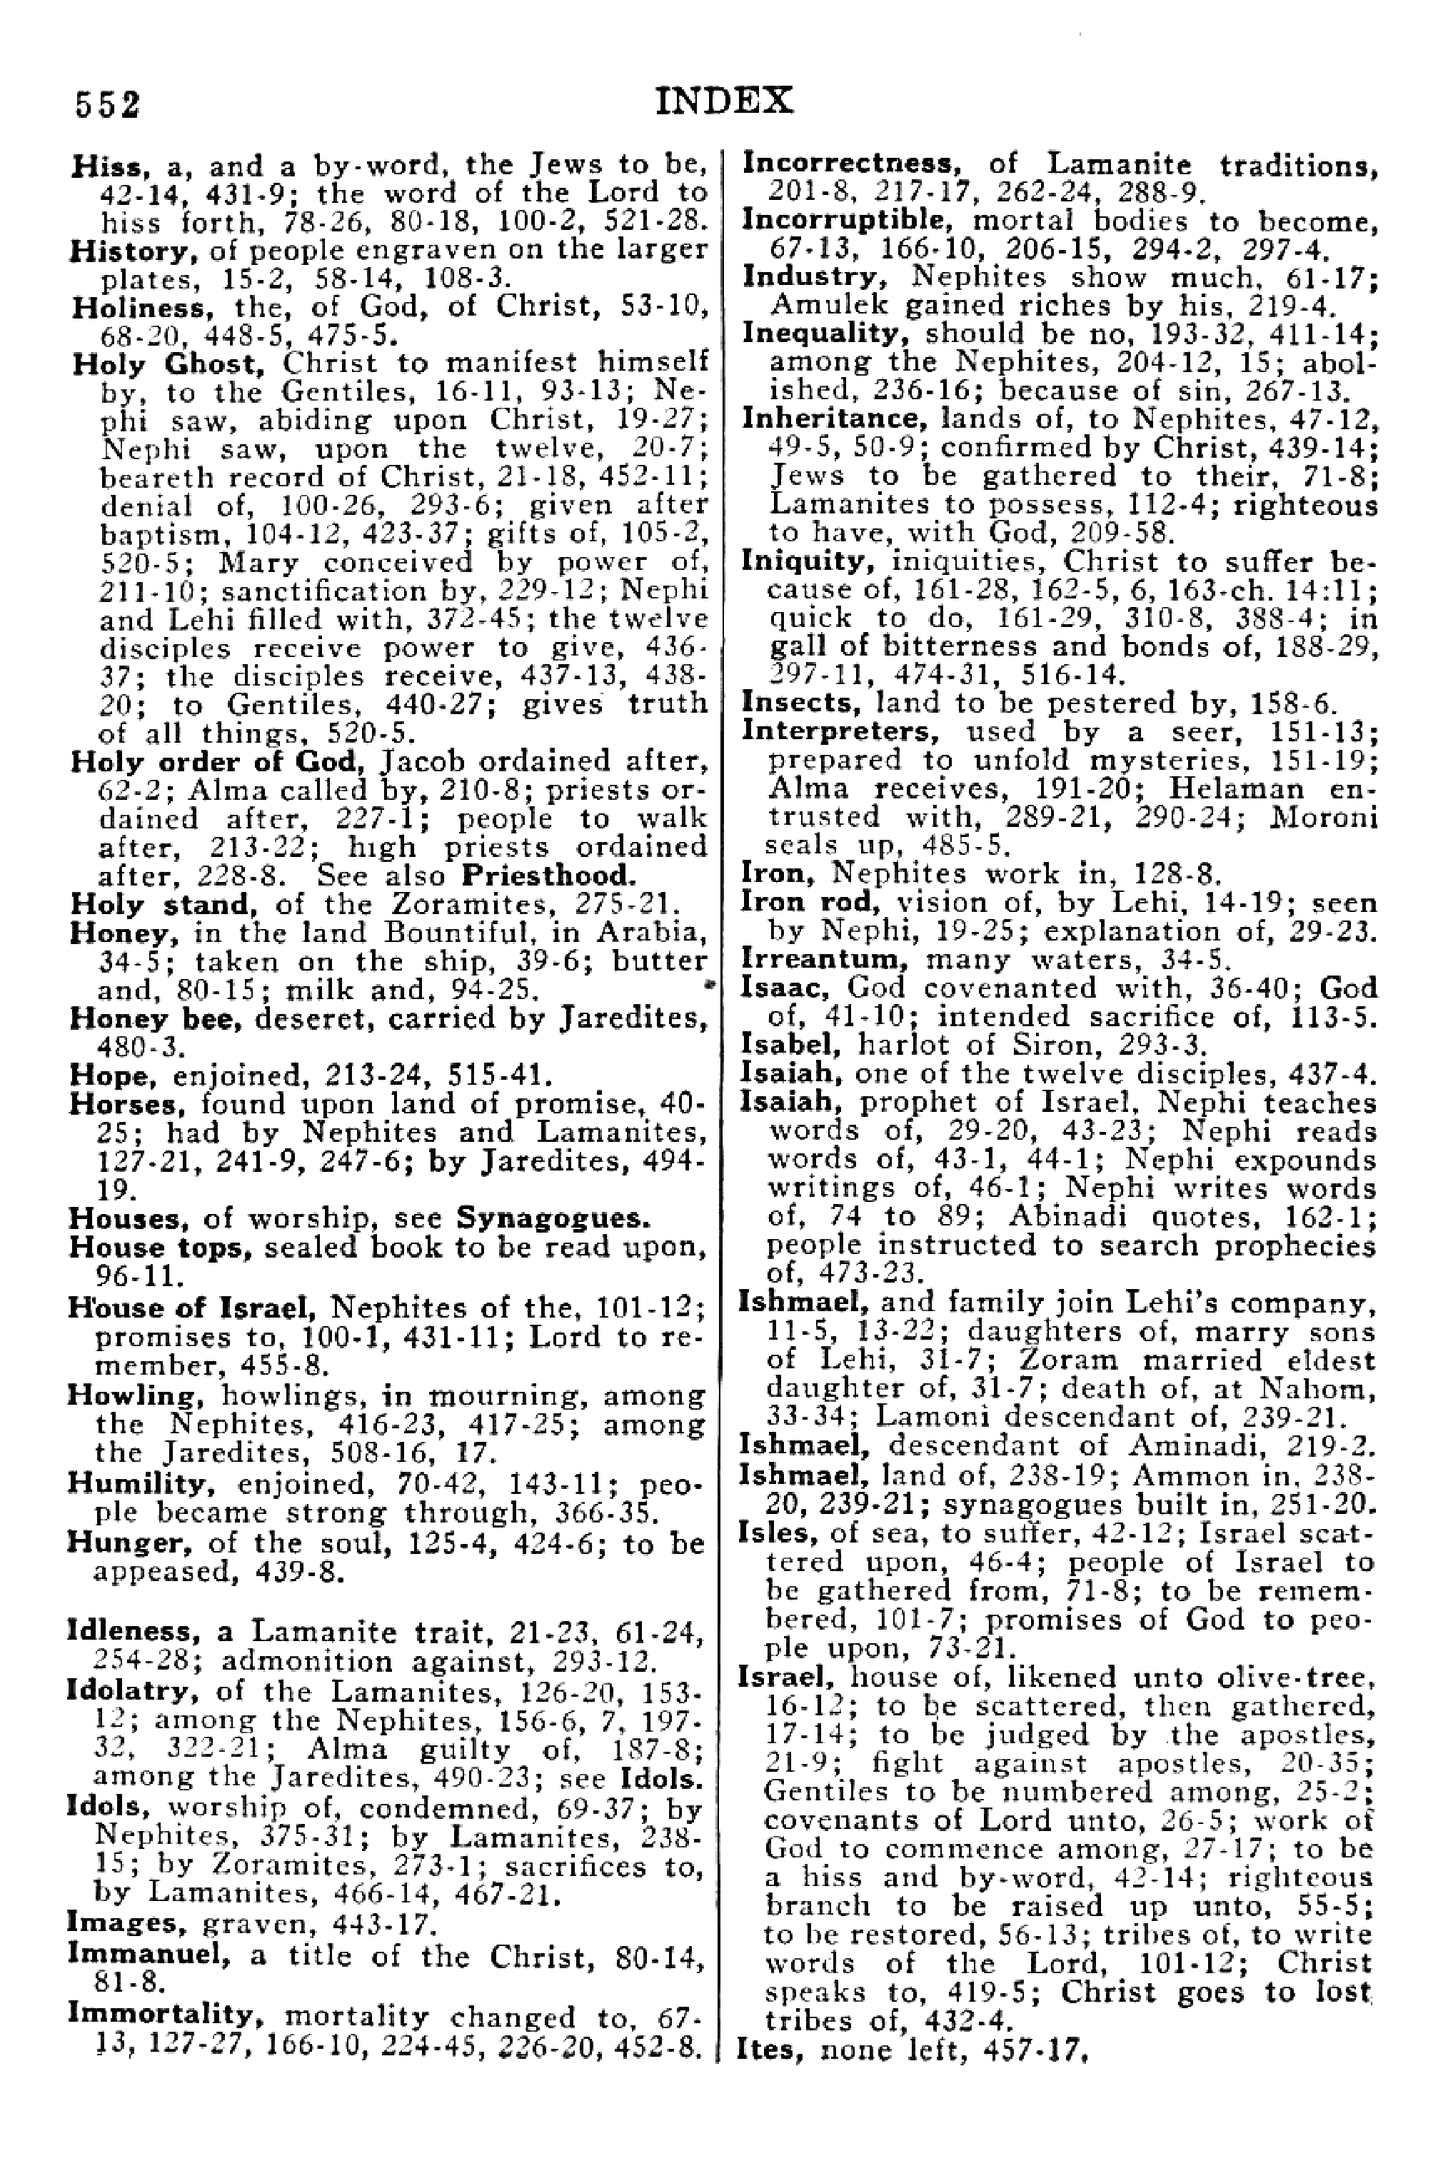 552
INDEX
Hiss, a, and a by-word, the Jews to be,
42-14, 431-9; the word of the Lord to
hiss forth, 78-26, 80-18, 100-2, 521-28.
History, of people engraven on the larger
plates, 15-2, 58-14, 108-3.
Holiness, the, of God, of Christ, 53-10,
68-20, 448-5, 475-5.
Holy Ghost, Christ to manifest himself
by, to the Gentiles, 16-11, 93-13; Ne-
phi saw, abiding upon Christ, 19-27;
Nephi saw, upon the twelve, 20-7;
beareth record of Christ, 21-18, 452-11;
denial of, 100-26, 293-6; given after
baptism, 104-12, 423-37; gifts of, 105-2,
520-5; Mary conceived by power of,
211-10; sanctification by, 229-12; Nephi
and Lehi filled with, 372-45; the twelve
disciples receive power to give, 436-
37; the disciples receive, 437-13, 438-
20; to Gentiles, 440-27; gives truth
of all things, 520-5.
Holy order of God, Jacob ordained after,
62-2; Alma called by, 210-8; priests or-
dained after, 227-1; people to walk
after, 213-22; high priests ordained
after, 228-8. See also Priesthood.
Holy stand, of the Zoramites, 275-21.
Honey, in the land Bountiful, in Arabia,
34-5; taken on the ship, 39-6; butter
and, 80-15; milk and, 94-25.
Honey bee, deseret, carried by Jaredites,
480-3.
Hope, enjoined, 213-24, 515-41.
Horses, found upon land of promise, 40-
25; had by Nephites and Lamanites,
127-21, 241-9, 247-6; by Jaredites, 494-
19.
Houses, of worship, see Synagogues.
House tops, sealed book to be read upon,
96-11.
House of Israel, Nephites of the, 101-12;
promises to, 100-1, 431-11; Lord to re-
member, 455-8.
Howling, howlings, in mourning, among
the Nephites, 416-23, 417-25; among
the Jaredites, 508-16, 17.
Humility, enjoined, 70-42, 143-11; peo-
ple became strong through, 366-35.
Hunger, of the soul, 125-4, 424-6; to be
appeased, 439-8.
Idleness, a Lamanite trait, 21-23, 61-24,
254-28; admonition against, 293-12.
Idolatry, of the Lamanites, 126-20, 153-
12; among the Nephites, 156-6, 7, 197-
32, 322-21; Alma guilty of, 187-8;
among the Jaredites, 490-23; see Idols.
Idols, worship of, condemned, 69-37; by
Nephites, 375-31; by Lamanites, 238-
15; by Zoramites, 273-1; sacrifices to,
by Lamanites, 466-14, 467-21.
Images, graven, 443-17.
Immanuel, a title of the Christ, 80-14,
81-8.
Immortality, mortality changed to, 67-
13, 127-27, 166-10, 224-45, 226-20, 452-8.
Incorrectness, of Lamanite traditions,
201-8, 217-17, 262-24, 288-9.
Incorruptible, mortal bodies to become,
67-13, 166-10, 206-15, 294-2, 297-4.
Industry, Nephites show much, 61-17;
Amulek gained riches by his, 219-4.
Inequality, should be no, 193-32, 411-14;
among the Nephites, 204-12, 15; abol-
ished, 236-16; because of sin, 267-13.
Inheritance, lands of, to Nephites, 47-12,
49-5, 50-9; confirmed by Christ, 439-14;
Jews to be gathered to their, 71-8;
Lamanites to possess, 112-4; righteous
to have, with God, 209-58.
Iniquity, iniquities, Christ to suffer be-
cause of, 161-28, 162-5, 6, 163-ch. 14:11;
quick to do, 161-29, 310-8, 388-4; in
gall of bitterness and bonds of, 188-29,
297-11, 474-31, 516-14.
Insects, land to be pestered by, 158-6.
Interpreters, used by a seer, 151-13;
prepared to unfold mysteries, 151-19;
Alma receives, 191-20; Helaman en-
trusted with, 289-21, 290-24; Moroni
seals up, 485-5.
Iron, Nephites work in, 128-8.
Iron rod, vision of, by Lehi, 14-19; seen
by Nephi, 19-25; explanation of, 29-23.
Irreantum, many waters, 34-5.
Isaac, God covenanted with, 36-40; God
of, 41-10; intended sacrifice of, 113-5.
Isabel, harlot of Siron, 293-3.
Isaiah, one of the twelve disciples, 437-4.
Isaiah, prophet of Israel, Nephi teaches
words of, 29-20, 43-23; Nephi reads
words of, 43-1, 44-1; Nephi expounds
writings of, 46-1; Nephi writes words
of, 74 to 89; Abinadi quotes, 162-1;
people instructed to search prophecies
of, 473-23.
Ishmael, and family join Lehi's company,
11-5, 13-22; daughters of, marry sons
of Lehi, 31-7; Zoram married eldest
daughter of, 31-7; death of, at Nahom,
33-34; Lamoni descendant of, 239-21.
Ishmael, descendant of Aminadi, 219-2.
Ishmael, land of, 238-19; Ammon in, 238-
20, 239-21; synagogues built in, 251-20.
Isles, of sea, to suffer, 42-12; Israel scat-
tered upon, 46-4; people of Israel to
be gathered from, 71-8; to be remem-
bered, 101-7; promises of God to peo-
ple upon, 73-21.
Israel, house of, likened unto olive-tree,
16-12; to be scattered, then gathered,
17-14; to be judged by the apostles,
21-9; fight against apostles, 20-35;
Gentiles to be numbered among, 25-2;
covenants of Lord unto, 26-5; work of
God to commence among, 27-17; to be
a hiss and by-word, 42-14; righteous
branch to be raised up unto, 55-5;
to be restored, 56-13; tribes of, to write
words of the Lord, 101-12; Christ
speaks to, 419-5; Christ goes to lost
tribes of, 432-4.
Ites, none left, 457-17.